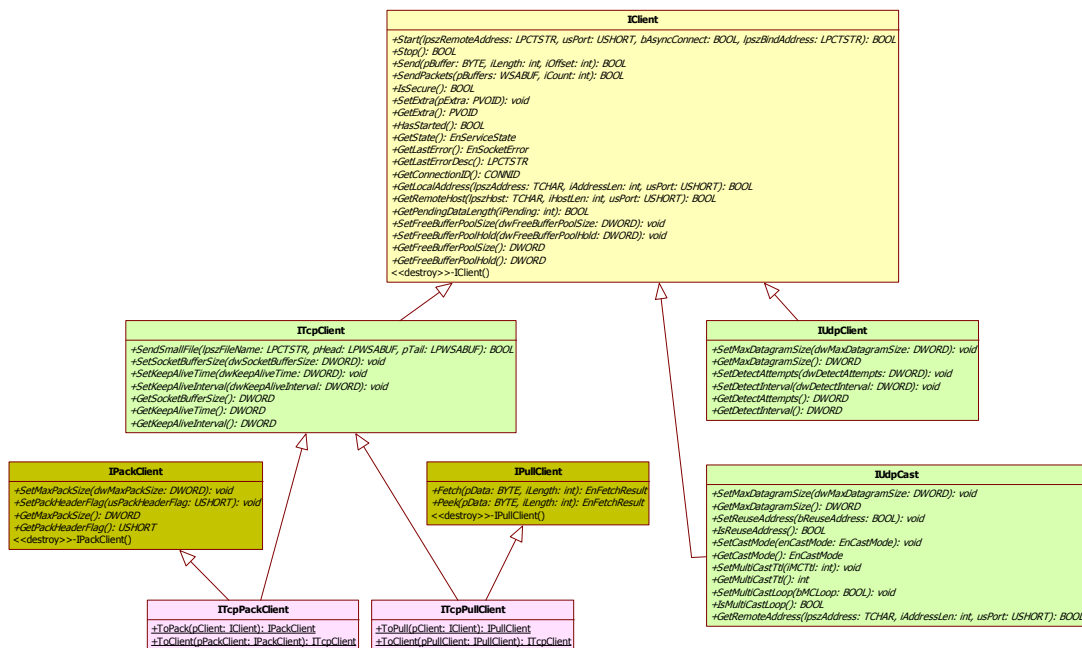 IClient
+Start(lpszRemoteAddress: LPCTSTR, usPort: USHORT, bAsyncConnect: BOOL, lpszBindAddress: LPCTSTR): BOOL
+Stop(): BOOL
+Send(pBuffer: BYTE, iLength: int, iOffset: int): BOOL
+SendPackets(pBuffers: WSABUF, iCount: int): BOOL
+IsSecure(): BOOL
+SetExtra(pExtra: PVOID): void
+GetExtra(): PVOID
+HasStarted(): BOOL
+GetState(): EnServiceState
+GetLastError(): EnSocketError
+GetLastErrorDesc(): LPCTSTR
+GetConnectionID(): CONNID
+GetLocalAddress(lpszAddress: TCHAR, iAddressLen: int, usPort: USHORT): BOOL
+GetRemoteHost(lpszHost: TCHAR, iHostLen: int, usPort: USHORT): BOOL
+GetPendingDataLength(iPending: int): BOOL
+SetFreeBufferPoolSize(dwFreeBufferPoolSize: DWORD): void
+SetFreeBufferPoolHold(dwFreeBufferPoolHold: DWORD): void
+GetFreeBufferPoolSize(): DWORD
+GetFreeBufferPoolHold(): DWORD
<<destroy>>-IClient()
ITcpClient
+SendSmallFile(lpszFileName: LPCTSTR, pHead: LPWSABUF, pTail: LPWSABUF): BOOL
+SetSocketBufferSize(dwSocketBufferSize: DWORD): void
+SetKeepAliveTime(dwKeepAliveTime: DWORD): void
+SetKeepAliveInterval(dwKeepAliveInterval: DWORD): void
+GetSocketBufferSize(): DWORD
+GetKeepAliveTime(): DWORD
+GetKeepAliveInterval(): DWORD
IUdpClient
+SetMaxDatagramSize(dwMaxDatagramSize: DWORD): void
+GetMaxDatagramSize(): DWORD
+SetDetectAttempts(dwDetectAttempts: DWORD): void
+SetDetectInterval(dwDetectInterval: DWORD): void
+GetDetectAttempts(): DWORD
+GetDetectInterval(): DWORD
IPackClient
+SetMaxPackSize(dwMaxPackSize: DWORD): void
+SetPackHeaderFlag(usPackHeaderFlag: USHORT): void
+GetMaxPackSize(): DWORD
+GetPackHeaderFlag(): USHORT
<<destroy>>-IPackClient()
IPullClient
+Fetch(pData: BYTE, iLength: int): EnFetchResult
+Peek(pData: BYTE, iLength: int): EnFetchResult
<<destroy>>-IPullClient()
IUdpCast
+SetMaxDatagramSize(dwMaxDatagramSize: DWORD): void
+GetMaxDatagramSize(): DWORD
+SetReuseAddress(bReuseAddress: BOOL): void
+IsReuseAddress(): BOOL
+SetCastMode(enCastMode: EnCastMode): void
+GetCastMode(): EnCastMode
+SetMultiCastTtl(iMCTtl: int): void
+GetMultiCastTtl(): int
+SetMultiCastLoop(bMCLoop: BOOL): void
+IsMultiCastLoop(): BOOL
+GetRemoteAddress(lpszAddress: TCHAR, iAddressLen: int, usPort: USHORT): BOOL
ITcpPackClient
+ToPack(pClient: IClient): IPackClient
+ToClient(pPackClient: IPackClient): ITcpClient
ITcpPullClient
+ToPull(pClient: IClient): IPullClient
+ToClient(pPullClient: IPullClient): ITcpClient